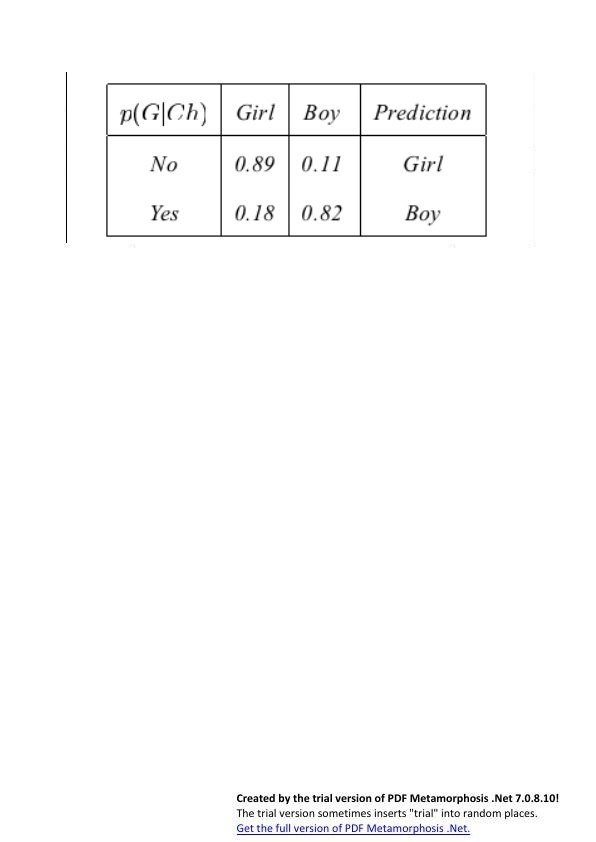 p(G|Ch) Girl Boy Prediction
No 0.89 0.11 Girl
Yes 0.18 0.82 Boy
Created by the trial version of PDF Metamorphosis .Net 7.0.8.10!
The trial version sometimes inserts "trial" into random places.
Get the full version of PDF Metamorphosis .Net.